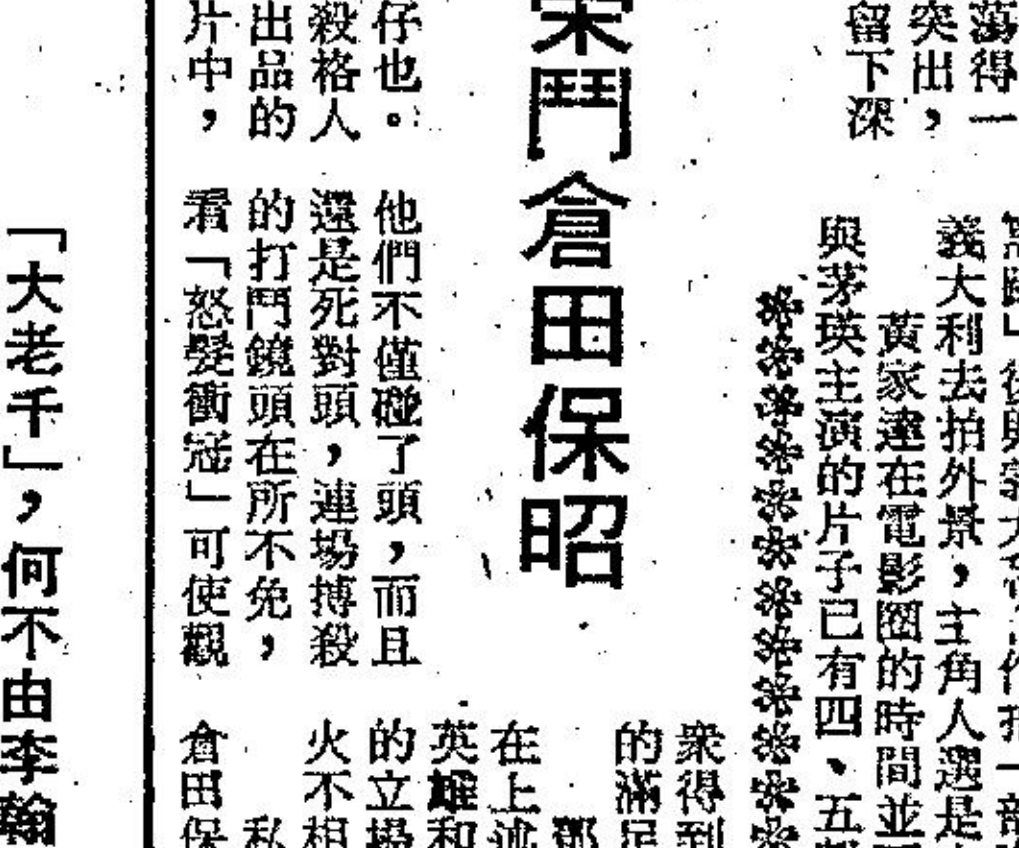 蕩得一
突出，
留下深
義大利去拍外景，主角人選是
黃家達在電影圈的時間並
與茅瑛主演的片子已有四、五
鬥倉田保昭
仔也。
殺格人
出品的
片中，
他們不僅碰了頭，而且
還是死對頭，連場搏殺
的打鬥鏡頭在所不免，
看「怒髮衝冠」可使觀
衆得到
的滿足
鄧
在上述
英雄和
的立場
火不相
私
倉田保
「大老千」，何不由李翰